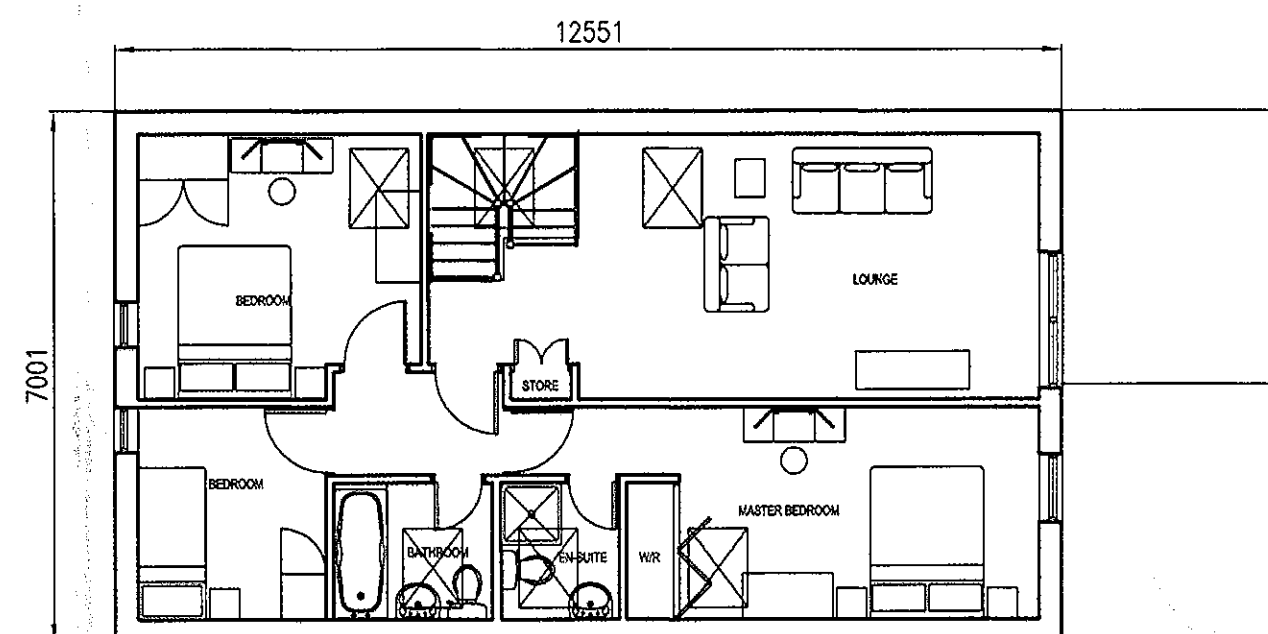 12551
7001
BEDROOM
LOUNGE
STORE
BEDROOM
MASTER BEDROOM
BATHROOM
EN-SUITE
W/R